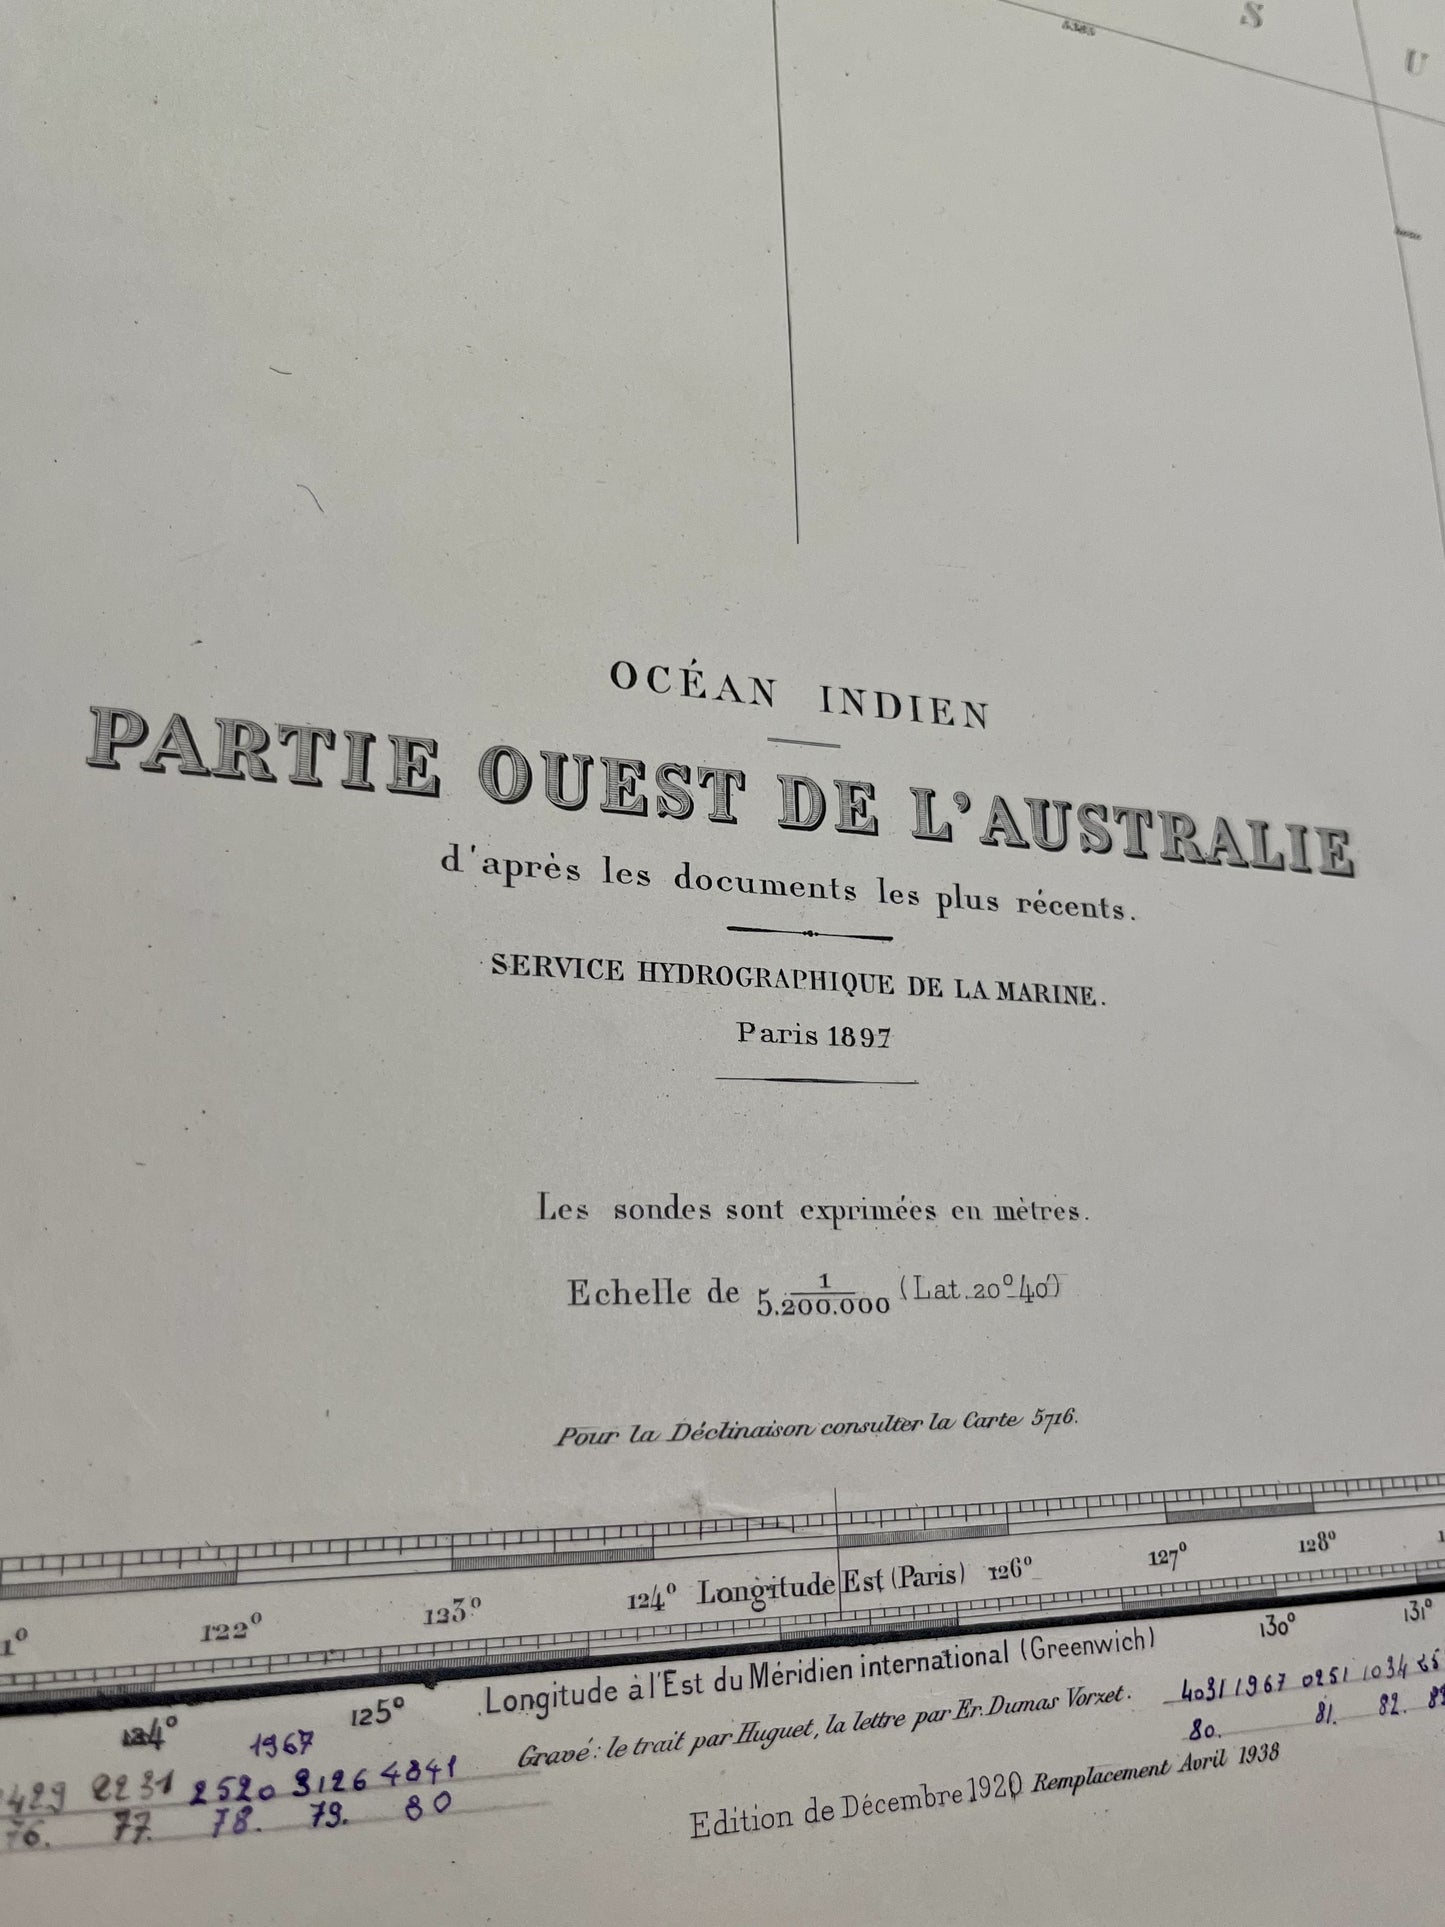 S
U
OCÉAN INDIEN
PARTIE OUEST DE L'AUSTRALIE
d'après les documents les plus récents.
SERVICE HYDROGRAPHIQUE DE LA MARINE.
Paris 1897
Les sondes sont exprimées en mètres.
Echelle de 1/5.200.000 (Lat. 20°-40')
Pour la Déclinaison consulter la Carte 5716.
122° 123° 124° Longitude Est (Paris) 126° 127° 128°
124° 125° Longitude à l'Est du Méridien international (Greenwich) 130° 131°
Gravé: le trait par Huguet, la lettre par Er. Dumas Vorzet.
1967
2231 2520 3126 4841
77. 78. 79. 80
4031 1967 0251 1034
80. 81. 82.
Edition de Décembre 1920 Remplacement Avril 1938